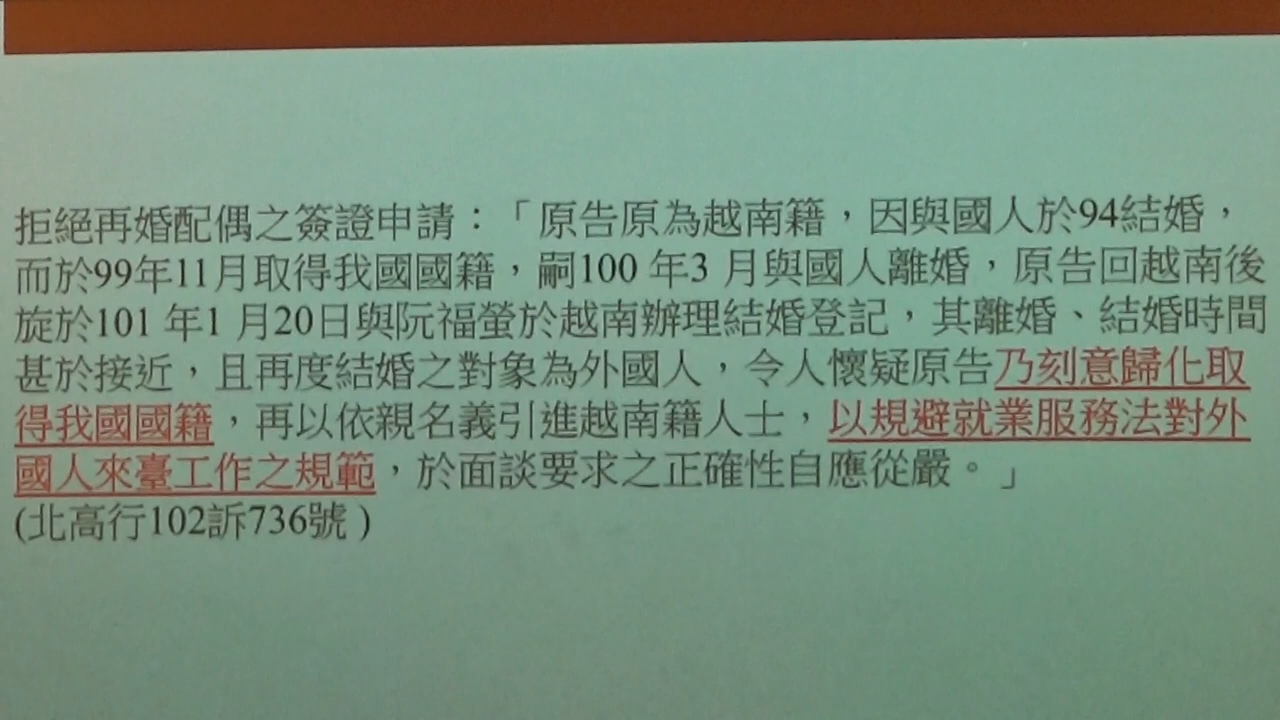 拒絕再婚配偶之簽證申請：「原告原為越南籍，因與國人於94結婚，
而於99年11月取得我國國籍，嗣100 年3 月與國人離婚，原告回越南後
旋於101 年1 月20日與阮福螢於越南辦理結婚登記，其離婚、結婚時間
甚於接近，且再度結婚之對象為外國人，令人懷疑原告乃刻意歸化取
得我國國籍，再以依親名義引進越南籍人士，以規避就業服務法對外
國人來臺工作之規範，於面談要求之正確性自應從嚴。」
(北高行102訴736號 )